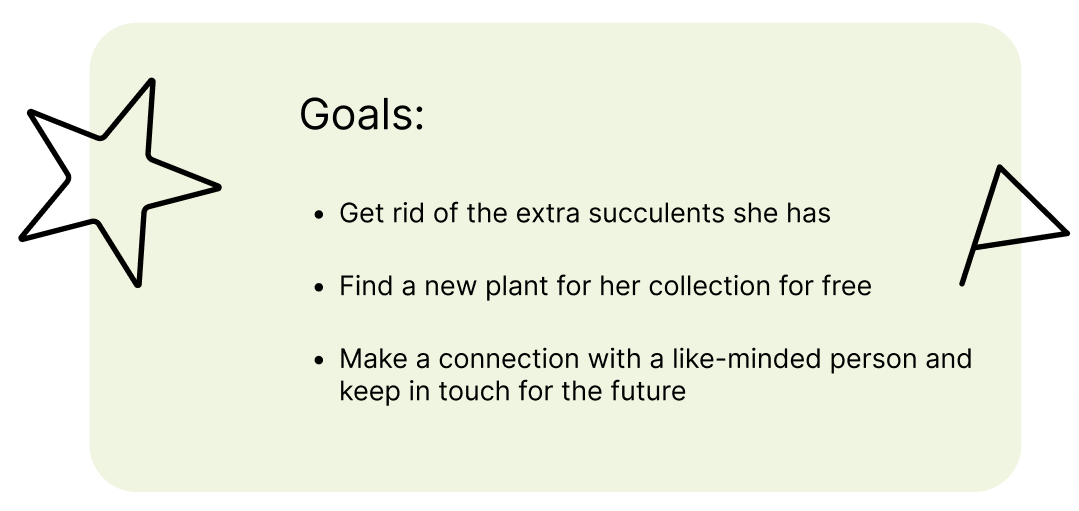 Goals:
• Get rid of the extra succulents she has
• Find a new plant for her collection for free
• Make a connection with a like-minded person and
keep in touch for the future